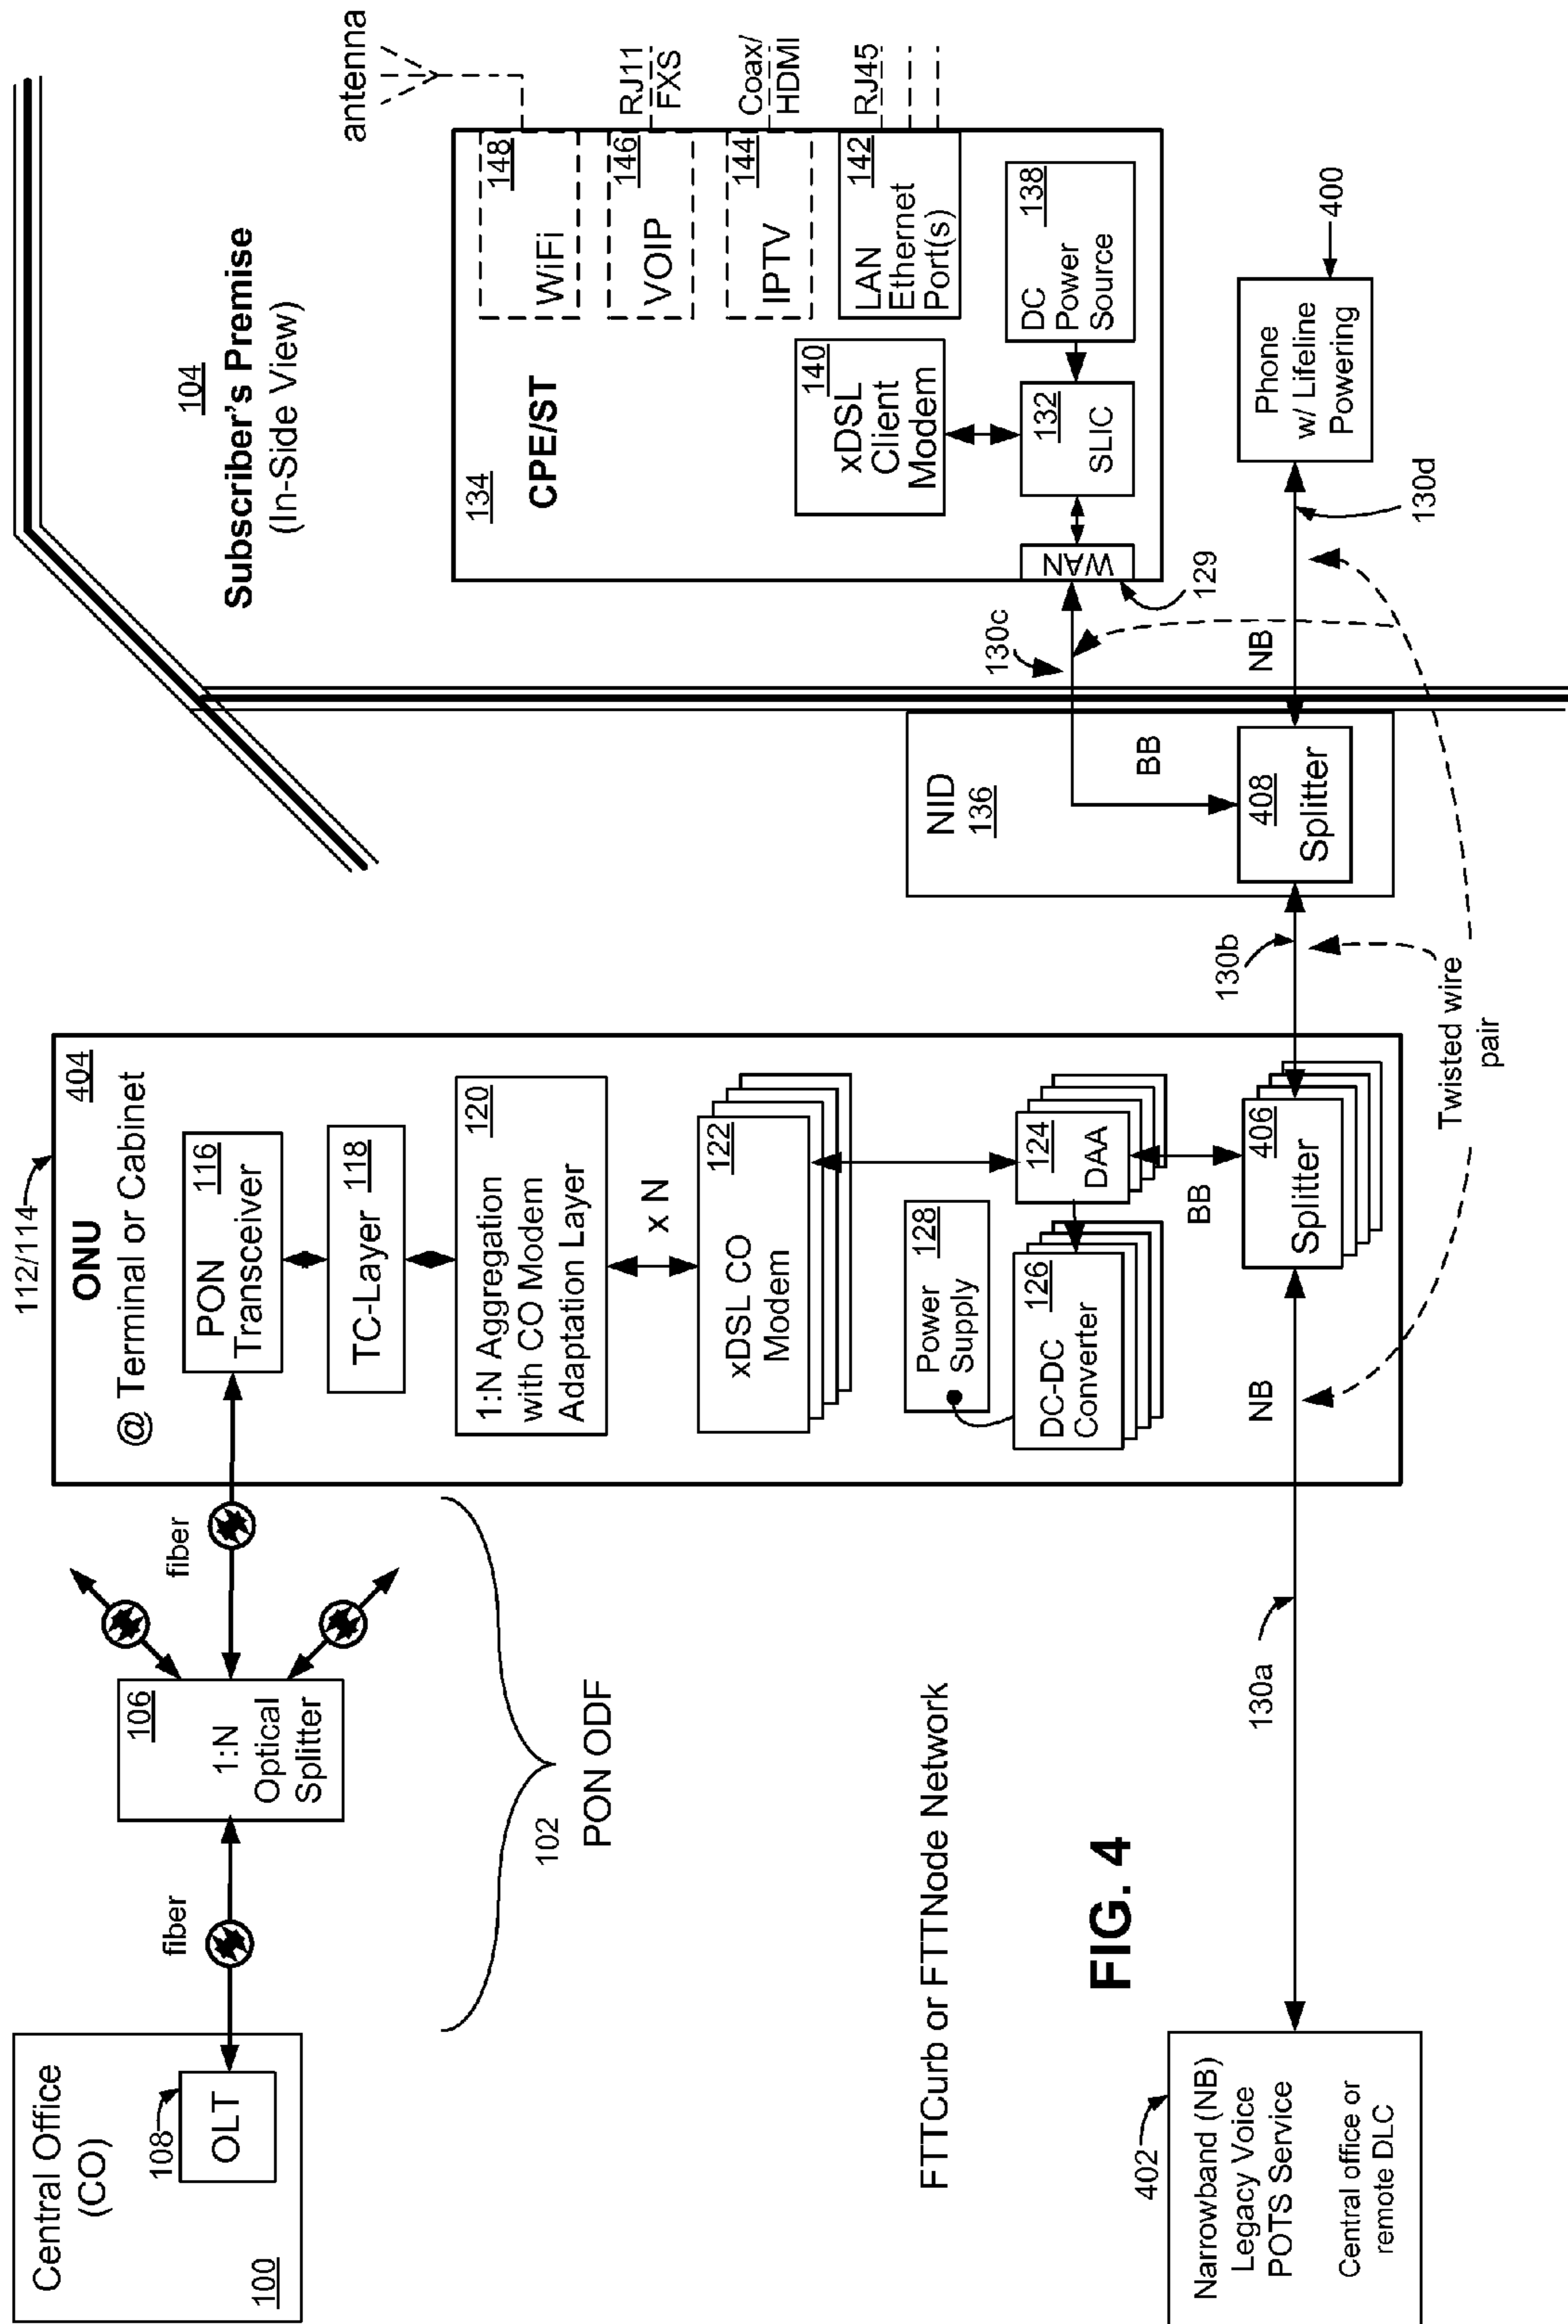 Central Office
(CO)
108
OLT
100
fiber
106
1:N
Optical
Splitter
fiber
102
PON ODF
112/114
ONU
404
@ Terminal or Cabinet
116
PON
Transceiver
118
TC-Layer
120
1:N Aggregation
with CO Modem
Adaptation Layer
x N
122
xDSL CO
Modem
128
Power
Supply
124
DAA
126
DC-DC
Converter
BB
406
Splitter
NB
130a
130b
Twisted wire
pair
402
Narrowband (NB)
Legacy Voice
POTS Service
Central office or
remote DLC
NID
136
BB
408
Splitter
NB
130c
130d
129
104
Subscriber's Premise
(In-Side View)
134
CPE/ST
WAN
132
SLIC
140
xDSL
Client
Modem
138
DC
Power
Source
148
WiFi
146
VOIP
144
IPTV
142
LAN
Ethernet
Port(s)
antenna
RJ11
FXS
Coax/
HDMI
RJ45
Phone
w/ Lifeline
Powering
400
FTTCurb or FTTNode Network
FIG. 4